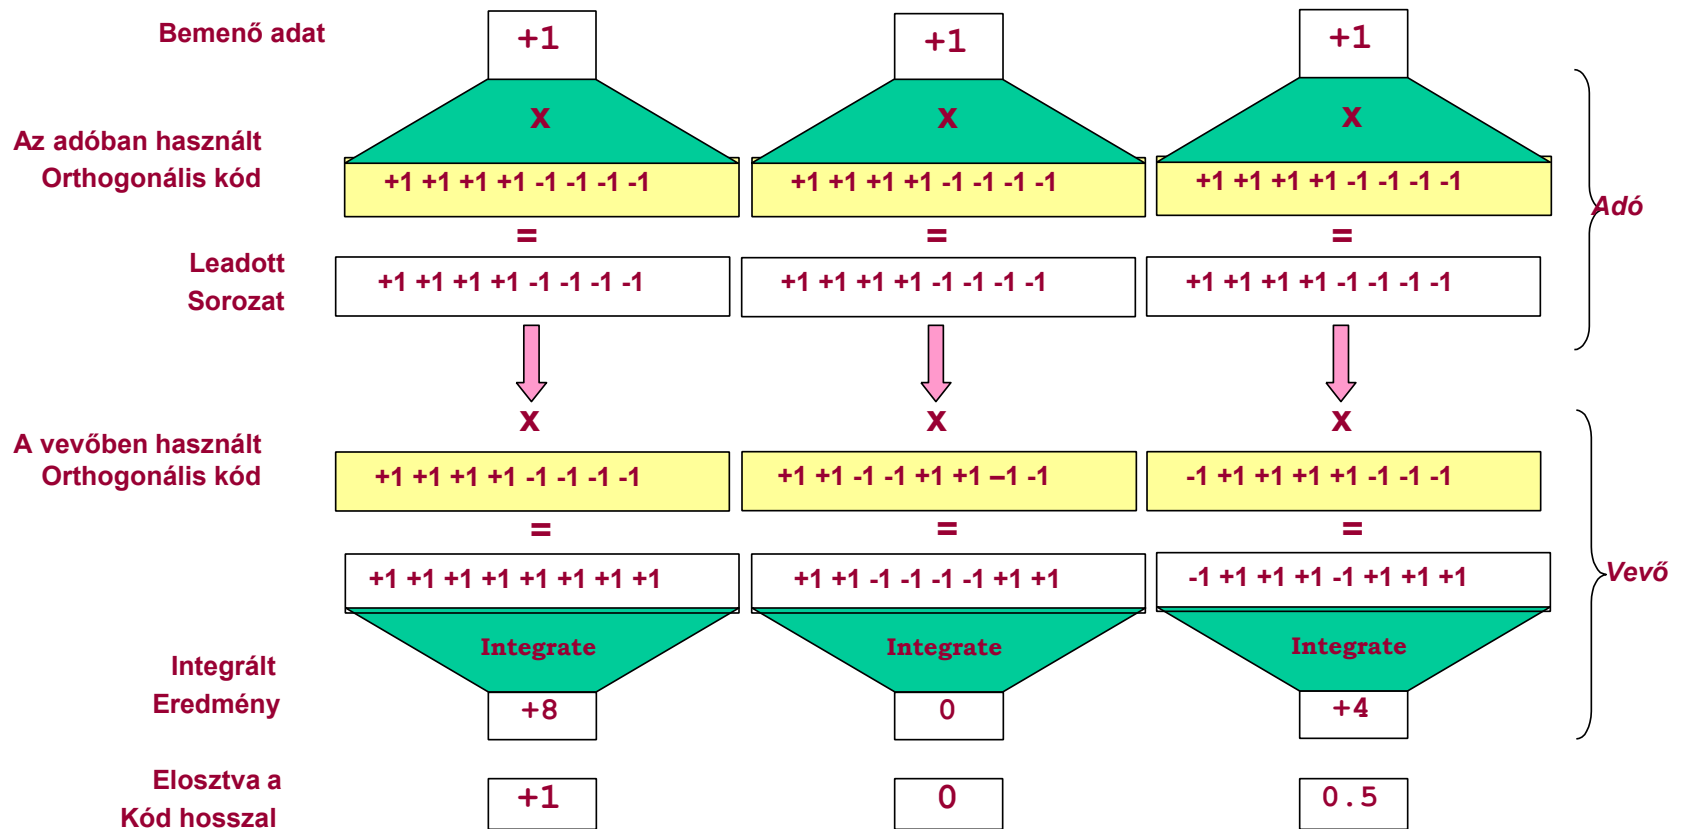 Bemenő adat +1 +1 +1
x x x
Az adóban használt
Orthogonális kód +1 +1 +1 +1 -1 -1 -1 -1 +1 +1 +1 +1 -1 -1 -1 -1 +1 +1 +1 +1 -1 -1 -1 -1
Adó
= = =
Leadott
Sorozat +1 +1 +1 +1 -1 -1 -1 -1 +1 +1 +1 +1 -1 -1 -1 -1 +1 +1 +1 +1 -1 -1 -1 -1
x x x
A vevőben használt
Orthogonális kód +1 +1 +1 +1 -1 -1 -1 -1 +1 +1 -1 -1 +1 +1 –1 -1 -1 +1 +1 +1 +1 -1 -1 -1
= = =
+1 +1 +1 +1 +1 +1 +1 +1 +1 +1 -1 -1 -1 -1 +1 +1 -1 +1 +1 +1 -1 +1 +1 +1
Vevő
Integrate Integrate Integrate
Integrált
Eredmény +8 0 +4
Elosztva a
Kód hosszal +1 0 0.5